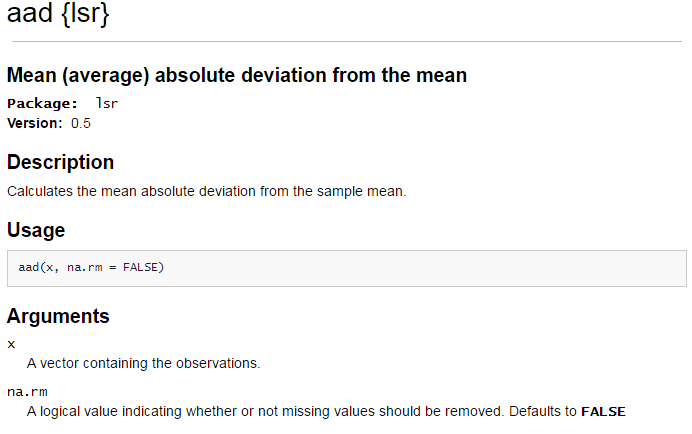 aad {lsr}
Mean (average) absolute deviation from the mean
Package: lsr
Version: 0.5
Description
Calculates the mean absolute deviation from the sample mean.
Usage
aad(x, na.rm = FALSE)
Arguments
x
A vector containing the observations.
na.rm
A logical value indicating whether or not missing values should be removed. Defaults to FALSE